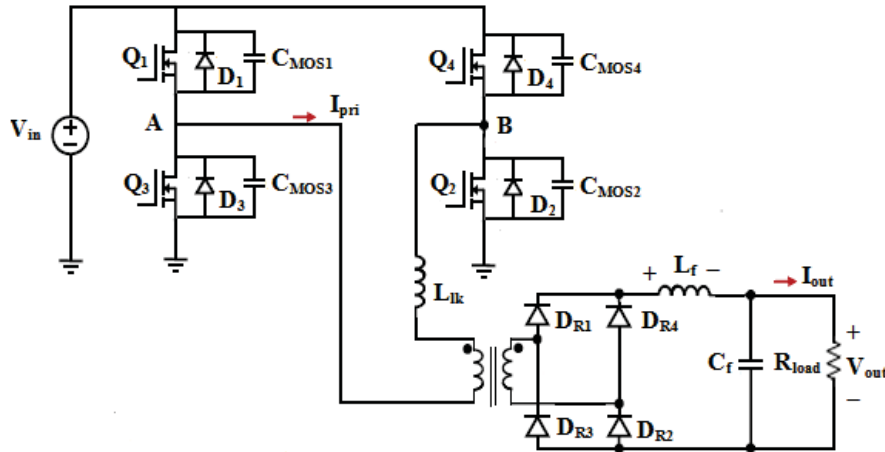 Q1
D1
CMOS1
Q4
D4
CMOS4
Vin
+
−
A
Ipri
B
Q3
D3
CMOS3
Q2
D2
CMOS2
Llk
+ Lf −
Iout
DR1
DR4
Cf
Rload
+
Vout
−
DR3
DR2